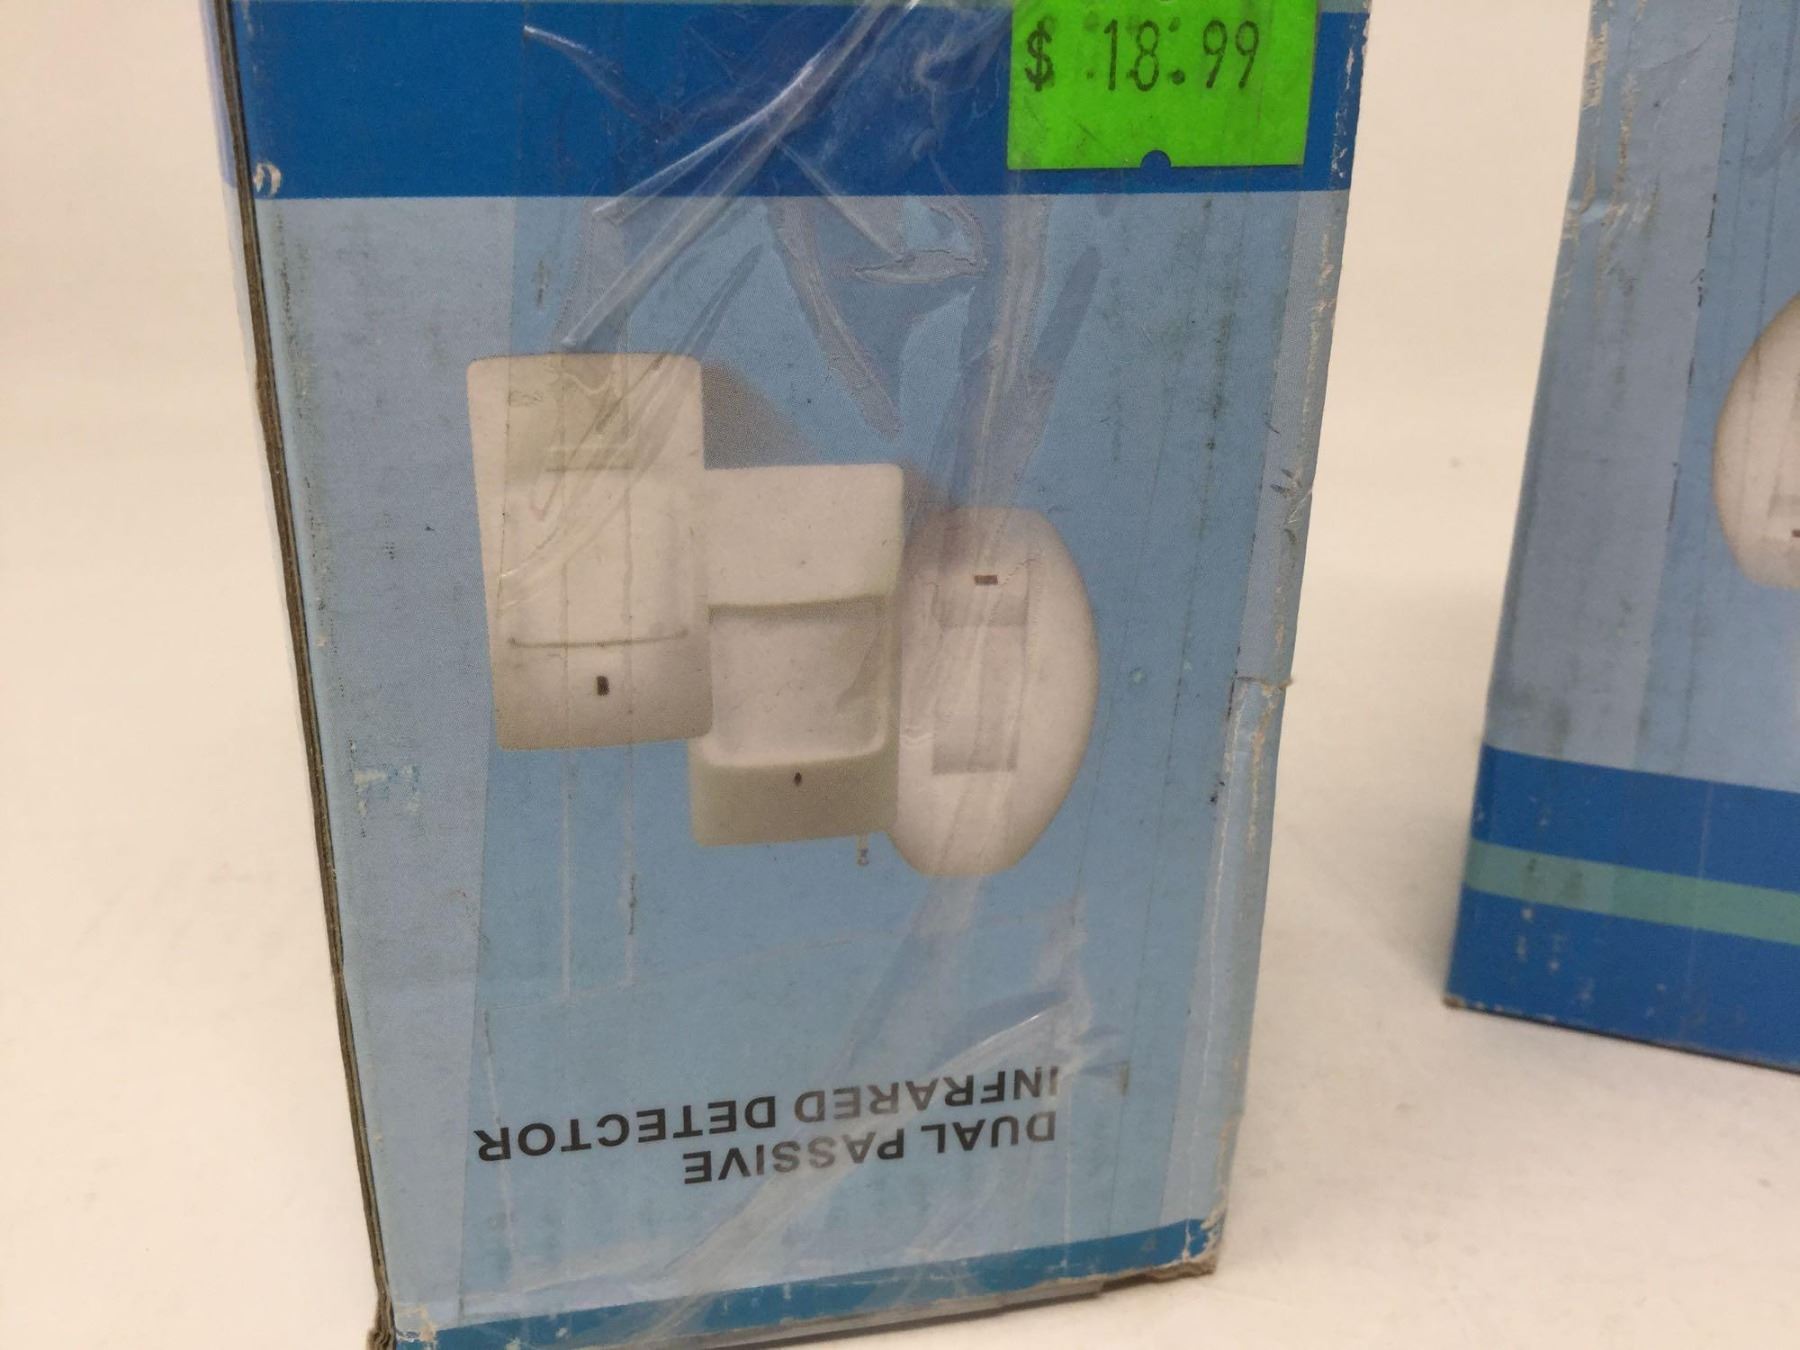 $ 18.99
DUAL PASSIVE
INFRARED DETECTOR